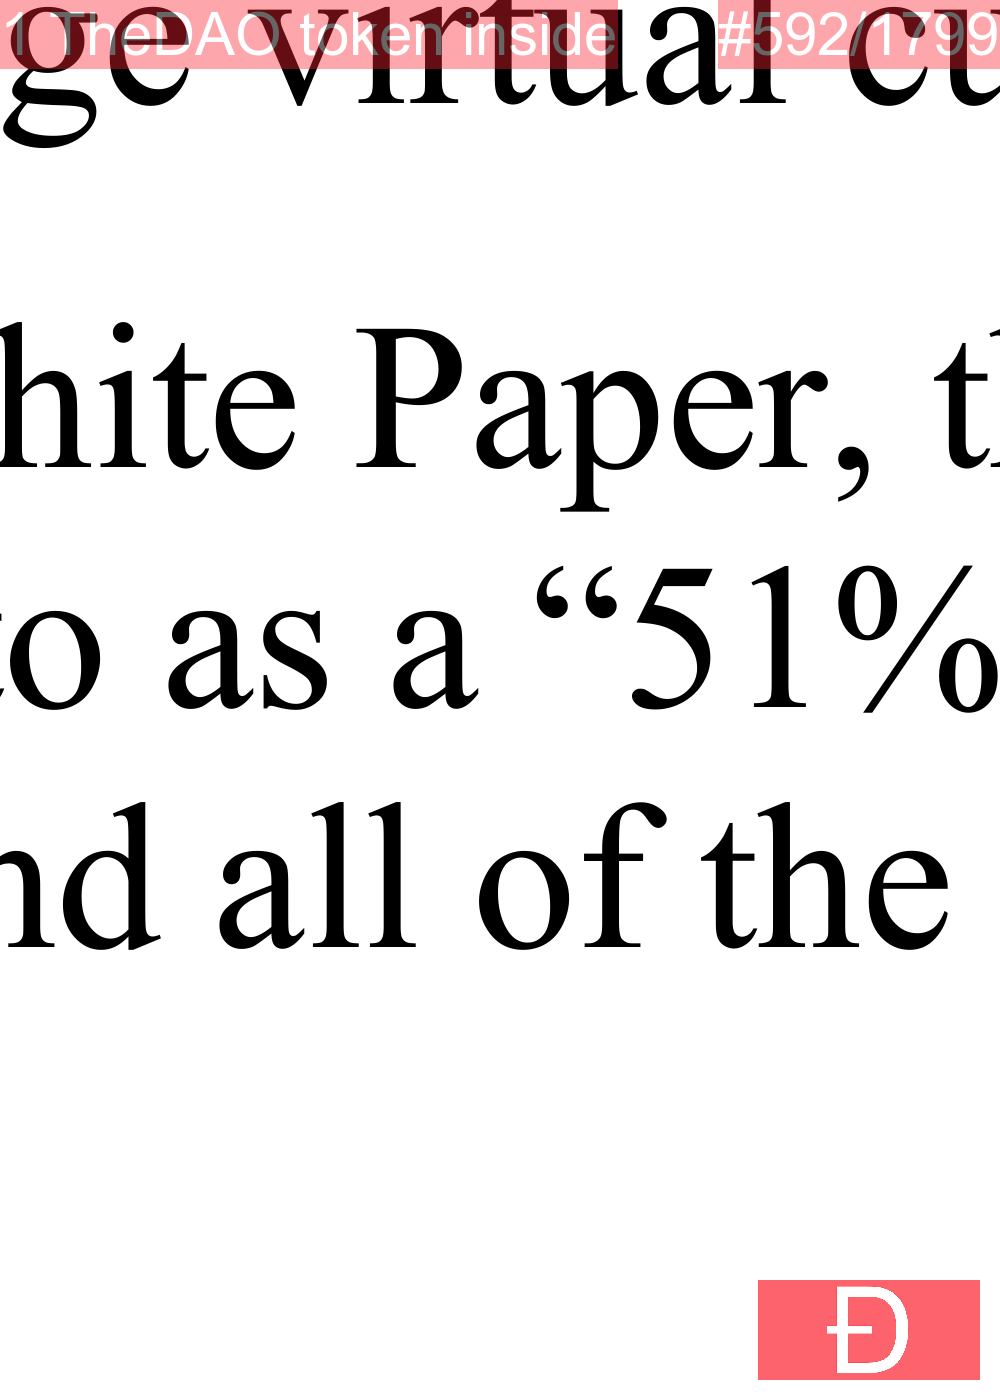 1 TheDAO token inside #592/1799
ge virtual cu
hite Paper, th
to as a “51%
nd all of the
Đ